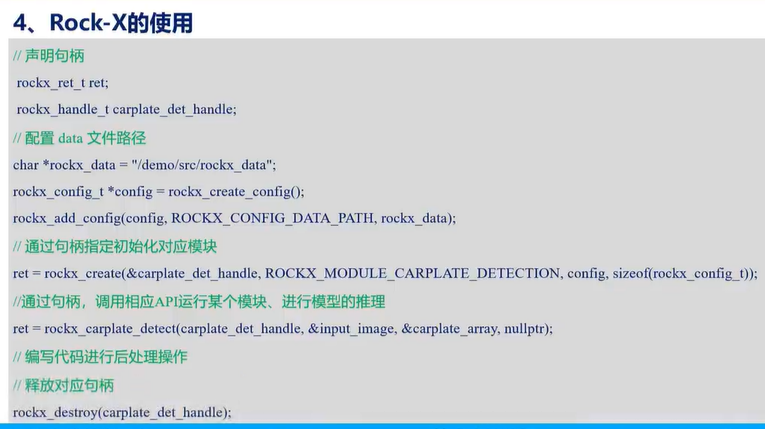 4、Rock-X的使用
// 声明句柄
rockx_ret_t ret;
rockx_handle_t carplate_det_handle;
// 配置 data 文件路径
char *rockx_data = "/demo/src/rockx_data";
rockx_config_t *config = rockx_create_config();
rockx_add_config(config, ROCKX_CONFIG_DATA_PATH, rockx_data);
// 通过句柄指定初始化对应模块
ret = rockx_create(&carplate_det_handle, ROCKX_MODULE_CARPLATE_DETECTION, config, sizeof(rockx_config_t));
//通过句柄，调用相应API运行某个模块、进行模型的推理
ret = rockx_carplate_detect(carplate_det_handle, &input_image, &carplate_array, nullptr);
// 编写代码进行后处理操作
// 释放对应句柄
rockx_destroy(carplate_det_handle);